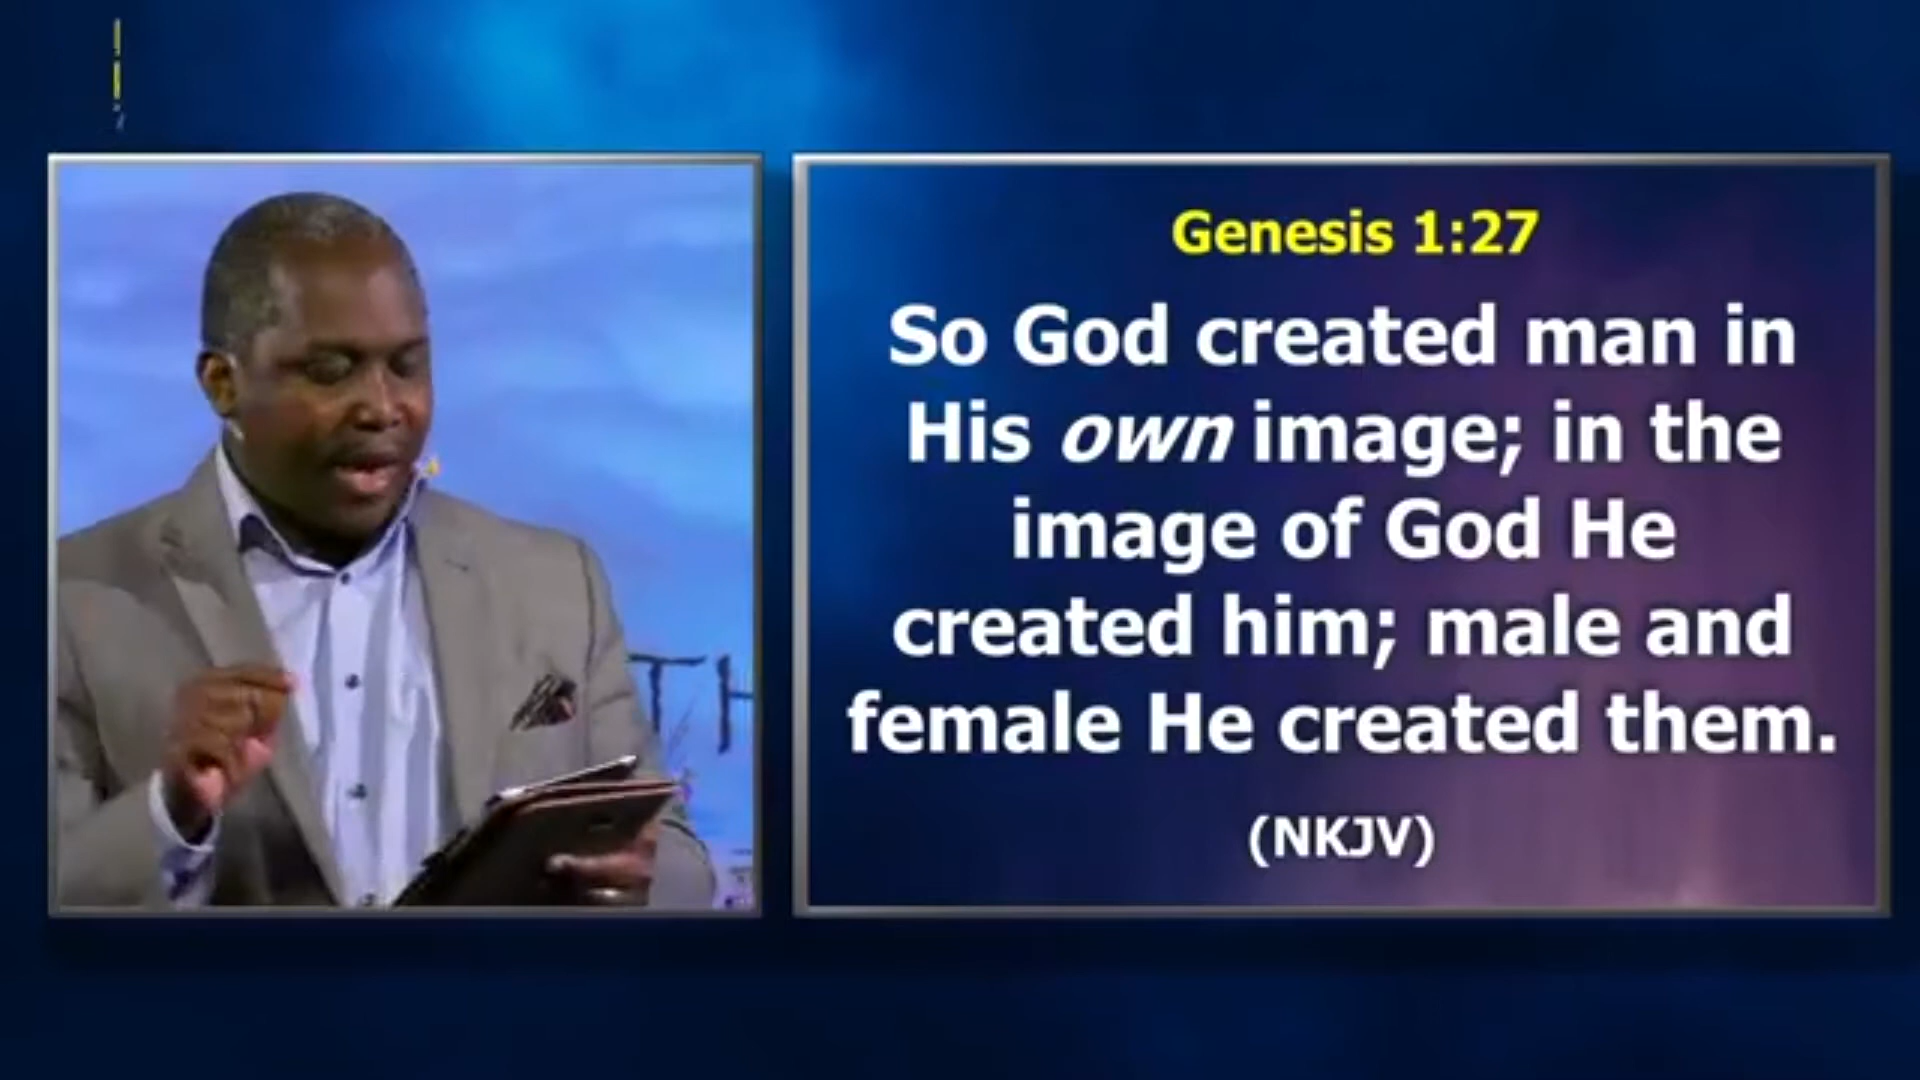 Genesis 1:27
So God created man in
His own image; in the
image of God He
created him; male and
female He created them.
(NKJV)
TH